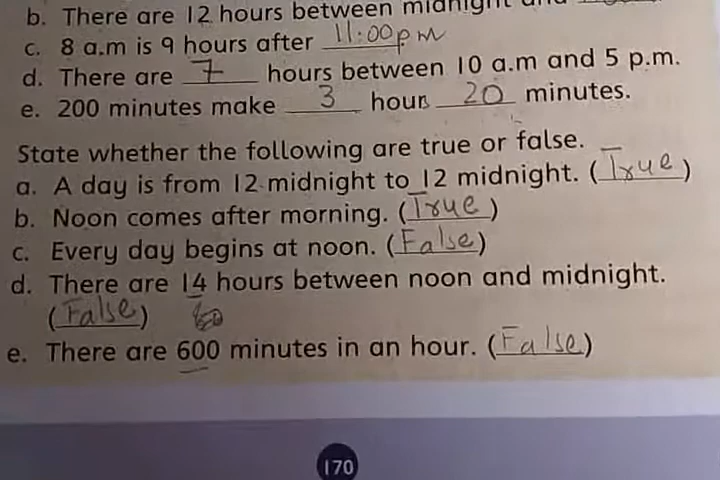 b. There are 12 hours between midnight and
c. 8 a.m is 9 hours after 11:00pm
d. There are 7 hours between 10 a.m and 5 p.m.
e. 200 minutes make 3 hour 20 minutes.
State whether the following are true or false.
a. A day is from 12 midnight to 12 midnight. (True)
b. Noon comes after morning. (True)
c. Every day begins at noon. (False)
d. There are 14 hours between noon and midnight.
(False)
e. There are 600 minutes in an hour. (False)
170